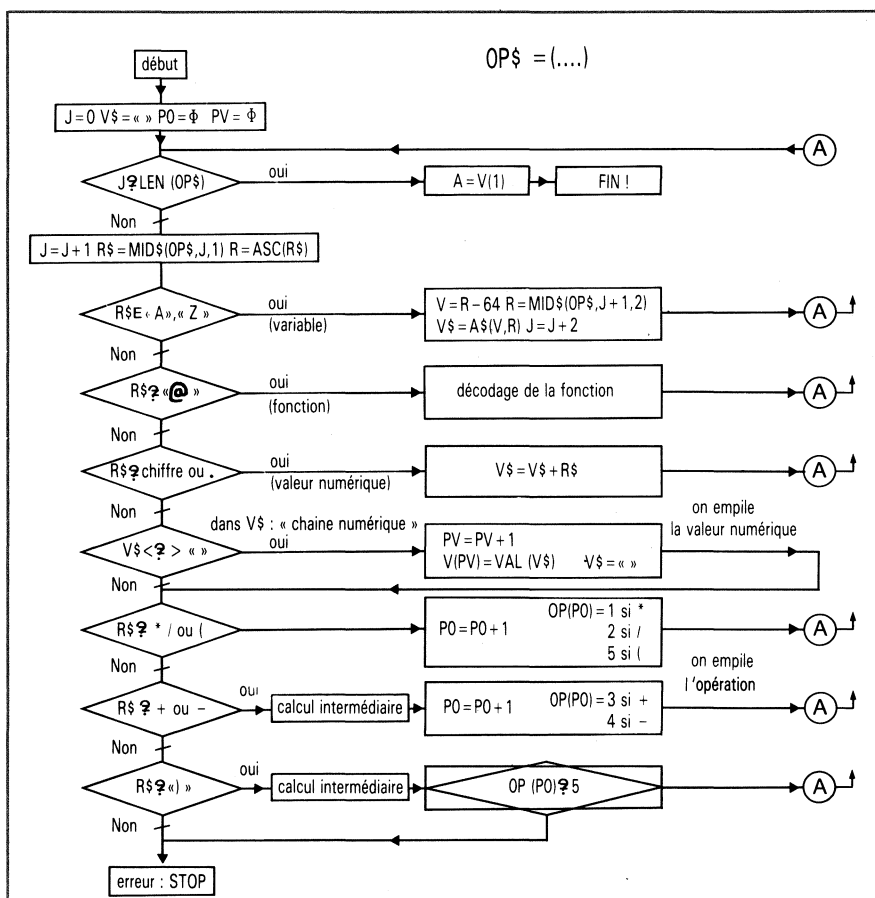 OP$ = (....)
début
J=0 V$=« » PO=Φ PV=Φ
A
J?LEN (OP$)
oui
A=V(1)
FIN !
Non
J=J+1 R$=MID$(OP$,J,1) R=ASC(R$)
R$E‹A»,«Z»
oui
(variable)
V=R−64 R=MID$(OP$,J+1,2)
V$=A$(V,R) J=J+2
A
Non
R$?«@»
oui
(fonction)
décodage de la fonction
A
Non
R$?chiffre ou .
oui
(valeur numérique)
V$=V$+R$
A
Non
dans V$ : « chaine numérique »
on empile
la valeur numérique
V$<?>« »
oui
PV=PV+1
V(PV)=VAL (V$) V$=« »
Non
R$? * / ou (
PO=PO+1
OP(PO)=1 si *
2 si /
5 si (
A
Non
on empile
l'opération
R$ ? + ou −
oui
calcul intermédiaire
PO=PO+1
OP(PO)=3 si +
4 si −
A
Non
R$?«)»
oui
calcul intermédiaire
OP (PO)?5
A
Non
erreur : STOP